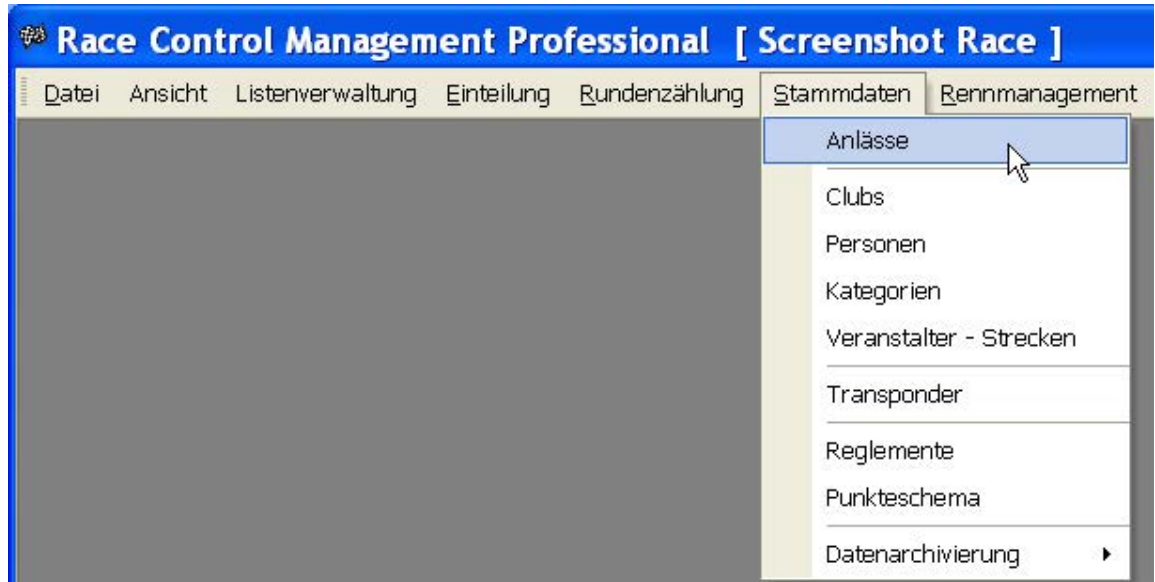 Race Control Management Professional [ Screenshot Race ]
Datei Ansicht Listenverwaltung Einteilung Rundenzählung Stammdaten Rennmanagement
Anlässe
Clubs
Personen
Kategorien
Veranstalter - Strecken
Transponder
Reglemente
Punkteschema
Datenarchivierung